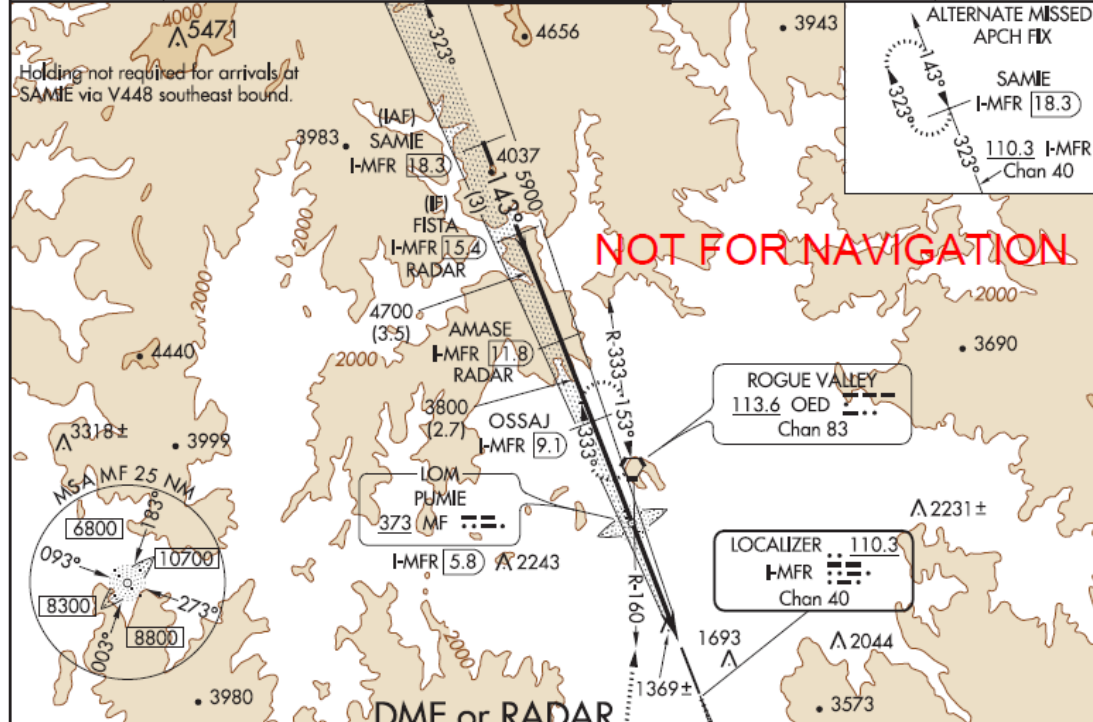 4000
5471
Holding not required for arrivals at
SAMIE via V448 southeast bound.
323°
4656
3943
ALTERNATE MISSED
APCH FIX
143°
323°
SAMIE
I-MFR 18.3
323°
110.3 I-MFR
Chan 40
3983
(IAF)
SAMIE
I-MFR 18.3
4037
5900
143°
(3)
(IF)
FISTA
I-MFR 15.4
RADAR
NOT FOR NAVIGATION
2000
2000
2000
4700
(3.5)
2000
AMASE
I-MFR 11.8
RADAR
4440
R-333
153°
3690
3800
(2.7)
OSSAJ
I-MFR 9.1
333°
ROGUE VALLEY
113.6 OED
Chan 83
3318±
3999
LOM
PUMIE
373 MF
I-MFR 5.8
2243
2231±
MSA MF 25 NM
6800
183°
093°
10700
8300
273°
8800
003°
LOCALIZER 110.3
I-MFR
Chan 40
R-160
2000
1693
2044
1369±
3980
3573
DME or RADAR